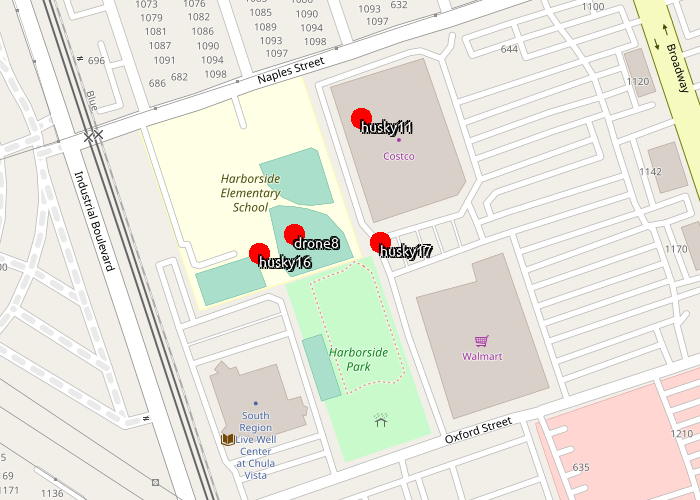 1073
1079
1081
1087
1091
1076
1082
1086
1090
1094
1098
686
682
696
1085
1089
1093
1097
1090
1094
1098
1093
1097
632
644
1100
Broadway
1120
1142
1170
Naples Street
Blue
Industrial Boulevard
husky11
Costco
Harborside
Elementary
School
drone8
husky16
husky17
Walmart
Harborside
Park
South
Region
Live Well
Center
at Chula
Vista
Oxford Street
635
1210
169
1171
1136